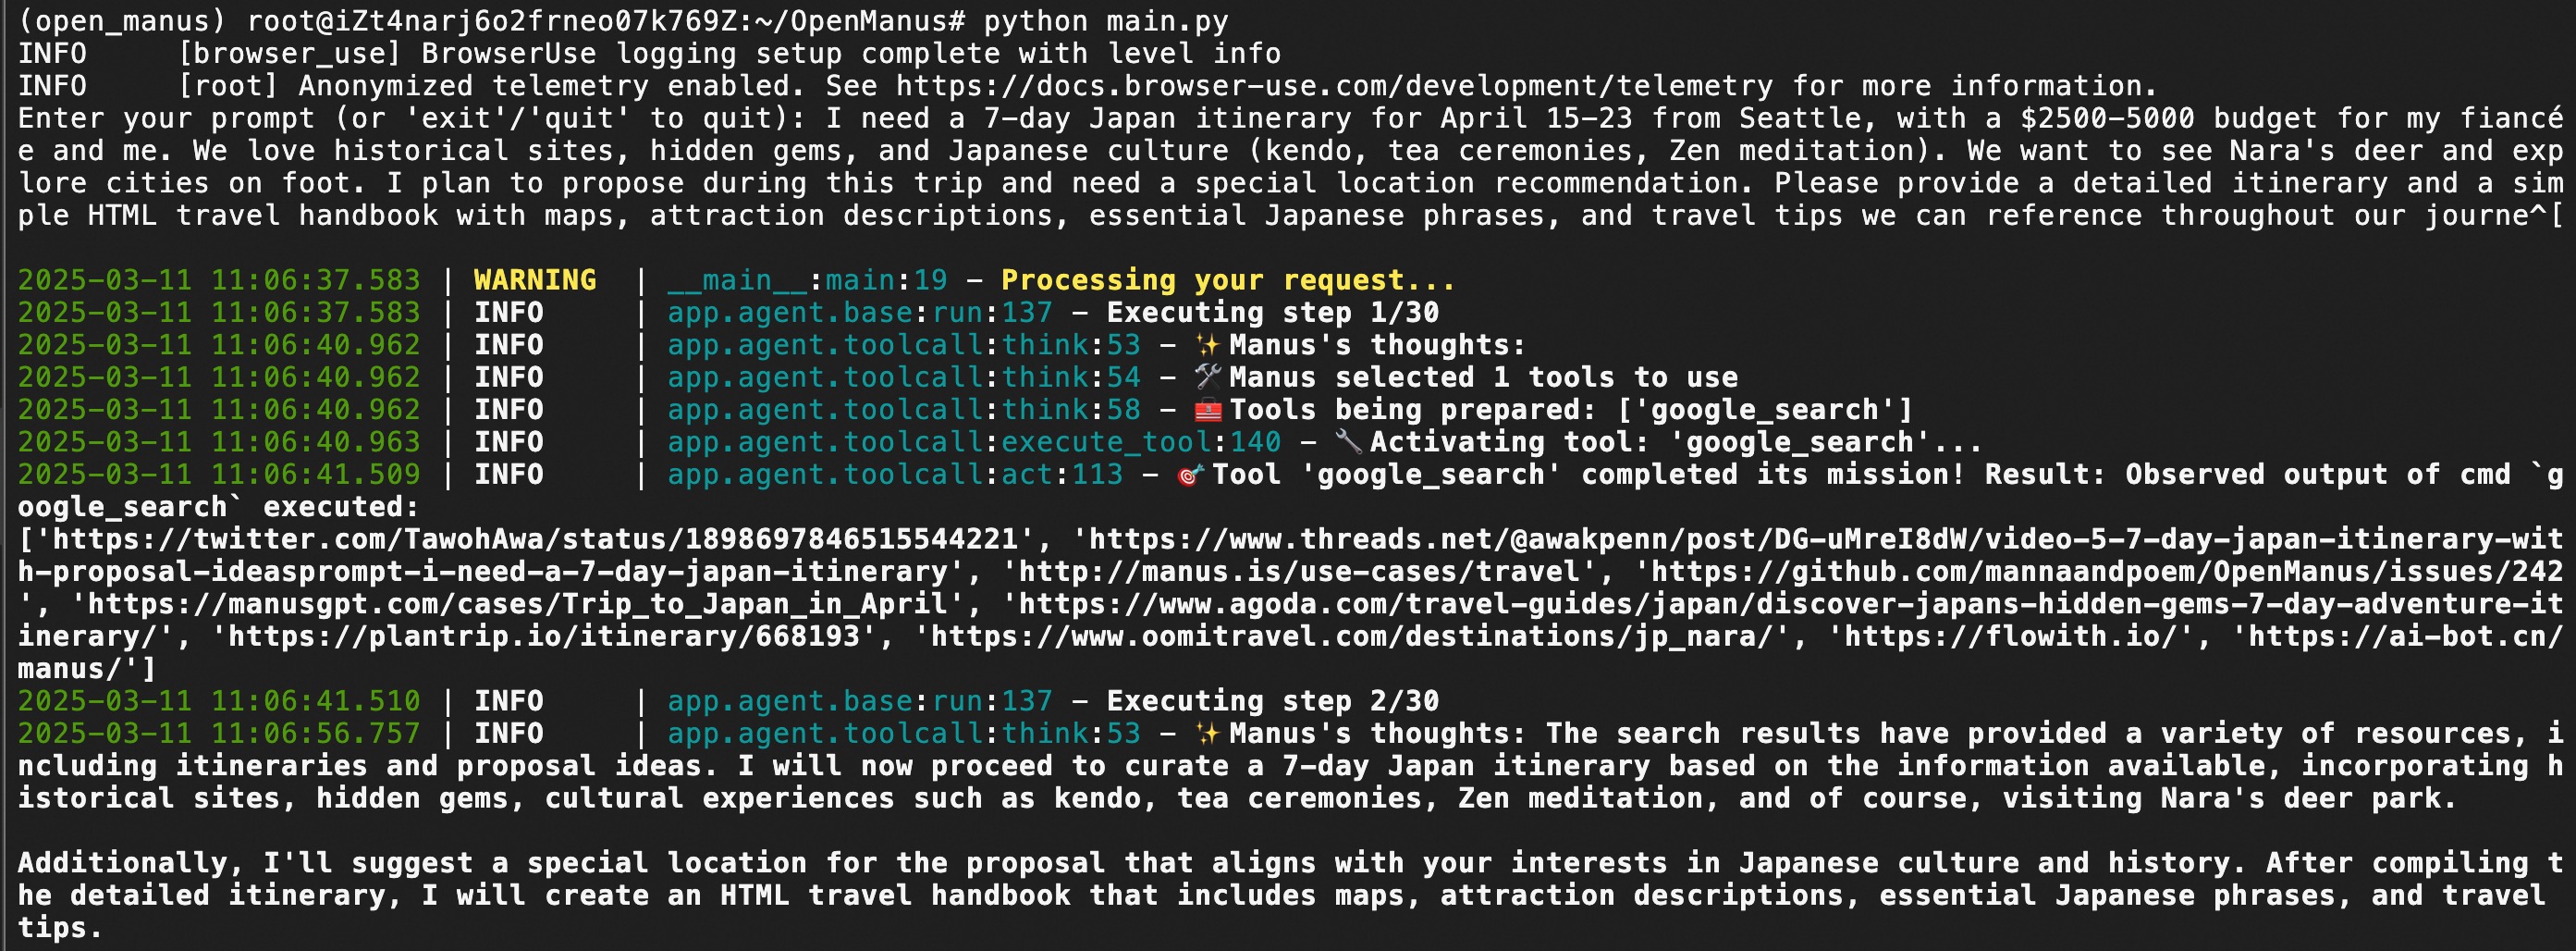 (open_manus) root@iZt4narj6o2frneo07k769Z:~/OpenManus# python main.py
INFO     [browser_use] BrowserUse logging setup complete with level info
INFO     [root] Anonymized telemetry enabled. See https://docs.browser-use.com/development/telemetry for more information.
Enter your prompt (or 'exit'/'quit' to quit): I need a 7-day Japan itinerary for April 15-23 from Seattle, with a $2500-5000 budget for my fiancé
e and me. We love historical sites, hidden gems, and Japanese culture (kendo, tea ceremonies, Zen meditation). We want to see Nara's deer and exp
lore cities on foot. I plan to propose during this trip and need a special location recommendation. Please provide a detailed itinerary and a sim
ple HTML travel handbook with maps, attraction descriptions, essential Japanese phrases, and travel tips we can reference throughout our journe^[
2025-03-11 11:06:37.583 | WARNING  | __main__:main:19 - Processing your request...
2025-03-11 11:06:37.583 | INFO     | app.agent.base:run:137 - Executing step 1/30
2025-03-11 11:06:40.962 | INFO     | app.agent.toolcall:think:53 - ✨ Manus's thoughts:
2025-03-11 11:06:40.962 | INFO     | app.agent.toolcall:think:54 - 🛠️ Manus selected 1 tools to use
2025-03-11 11:06:40.962 | INFO     | app.agent.toolcall:think:58 - 🧰 Tools being prepared: ['google_search']
2025-03-11 11:06:40.963 | INFO     | app.agent.toolcall:execute_tool:140 - 🔧 Activating tool: 'google_search'...
2025-03-11 11:06:41.509 | INFO     | app.agent.toolcall:act:113 - 🎯 Tool 'google_search' completed its mission! Result: Observed output of cmd `g
oogle_search` executed:
['https://twitter.com/TawohAwa/status/1898697846515544221', 'https://www.threads.net/@awakpenn/post/DG-uMreI8dW/video-5-7-day-japan-itinerary-wit
h-proposal-ideasprompt-i-need-a-7-day-japan-itinerary', 'http://manus.is/use-cases/travel', 'https://github.com/mannaandpoem/OpenManus/issues/242
', 'https://manusgpt.com/cases/Trip_to_Japan_in_April', 'https://www.agoda.com/travel-guides/japan/discover-japans-hidden-gems-7-day-adventure-it
inerary/', 'https://plantrip.io/itinerary/668193', 'https://www.oomitravel.com/destinations/jp_nara/', 'https://flowith.io/', 'https://ai-bot.cn/
manus/']
2025-03-11 11:06:41.510 | INFO     | app.agent.base:run:137 - Executing step 2/30
2025-03-11 11:06:56.757 | INFO     | app.agent.toolcall:think:53 - ✨ Manus's thoughts: The search results have provided a variety of resources, i
ncluding itineraries and proposal ideas. I will now proceed to curate a 7-day Japan itinerary based on the information available, incorporating h
istorical sites, hidden gems, cultural experiences such as kendo, tea ceremonies, Zen meditation, and of course, visiting Nara's deer park.
Additionally, I'll suggest a special location for the proposal that aligns with your interests in Japanese culture and history. After compiling t
he detailed itinerary, I will create an HTML travel handbook that includes maps, attraction descriptions, essential Japanese phrases, and travel
tips.